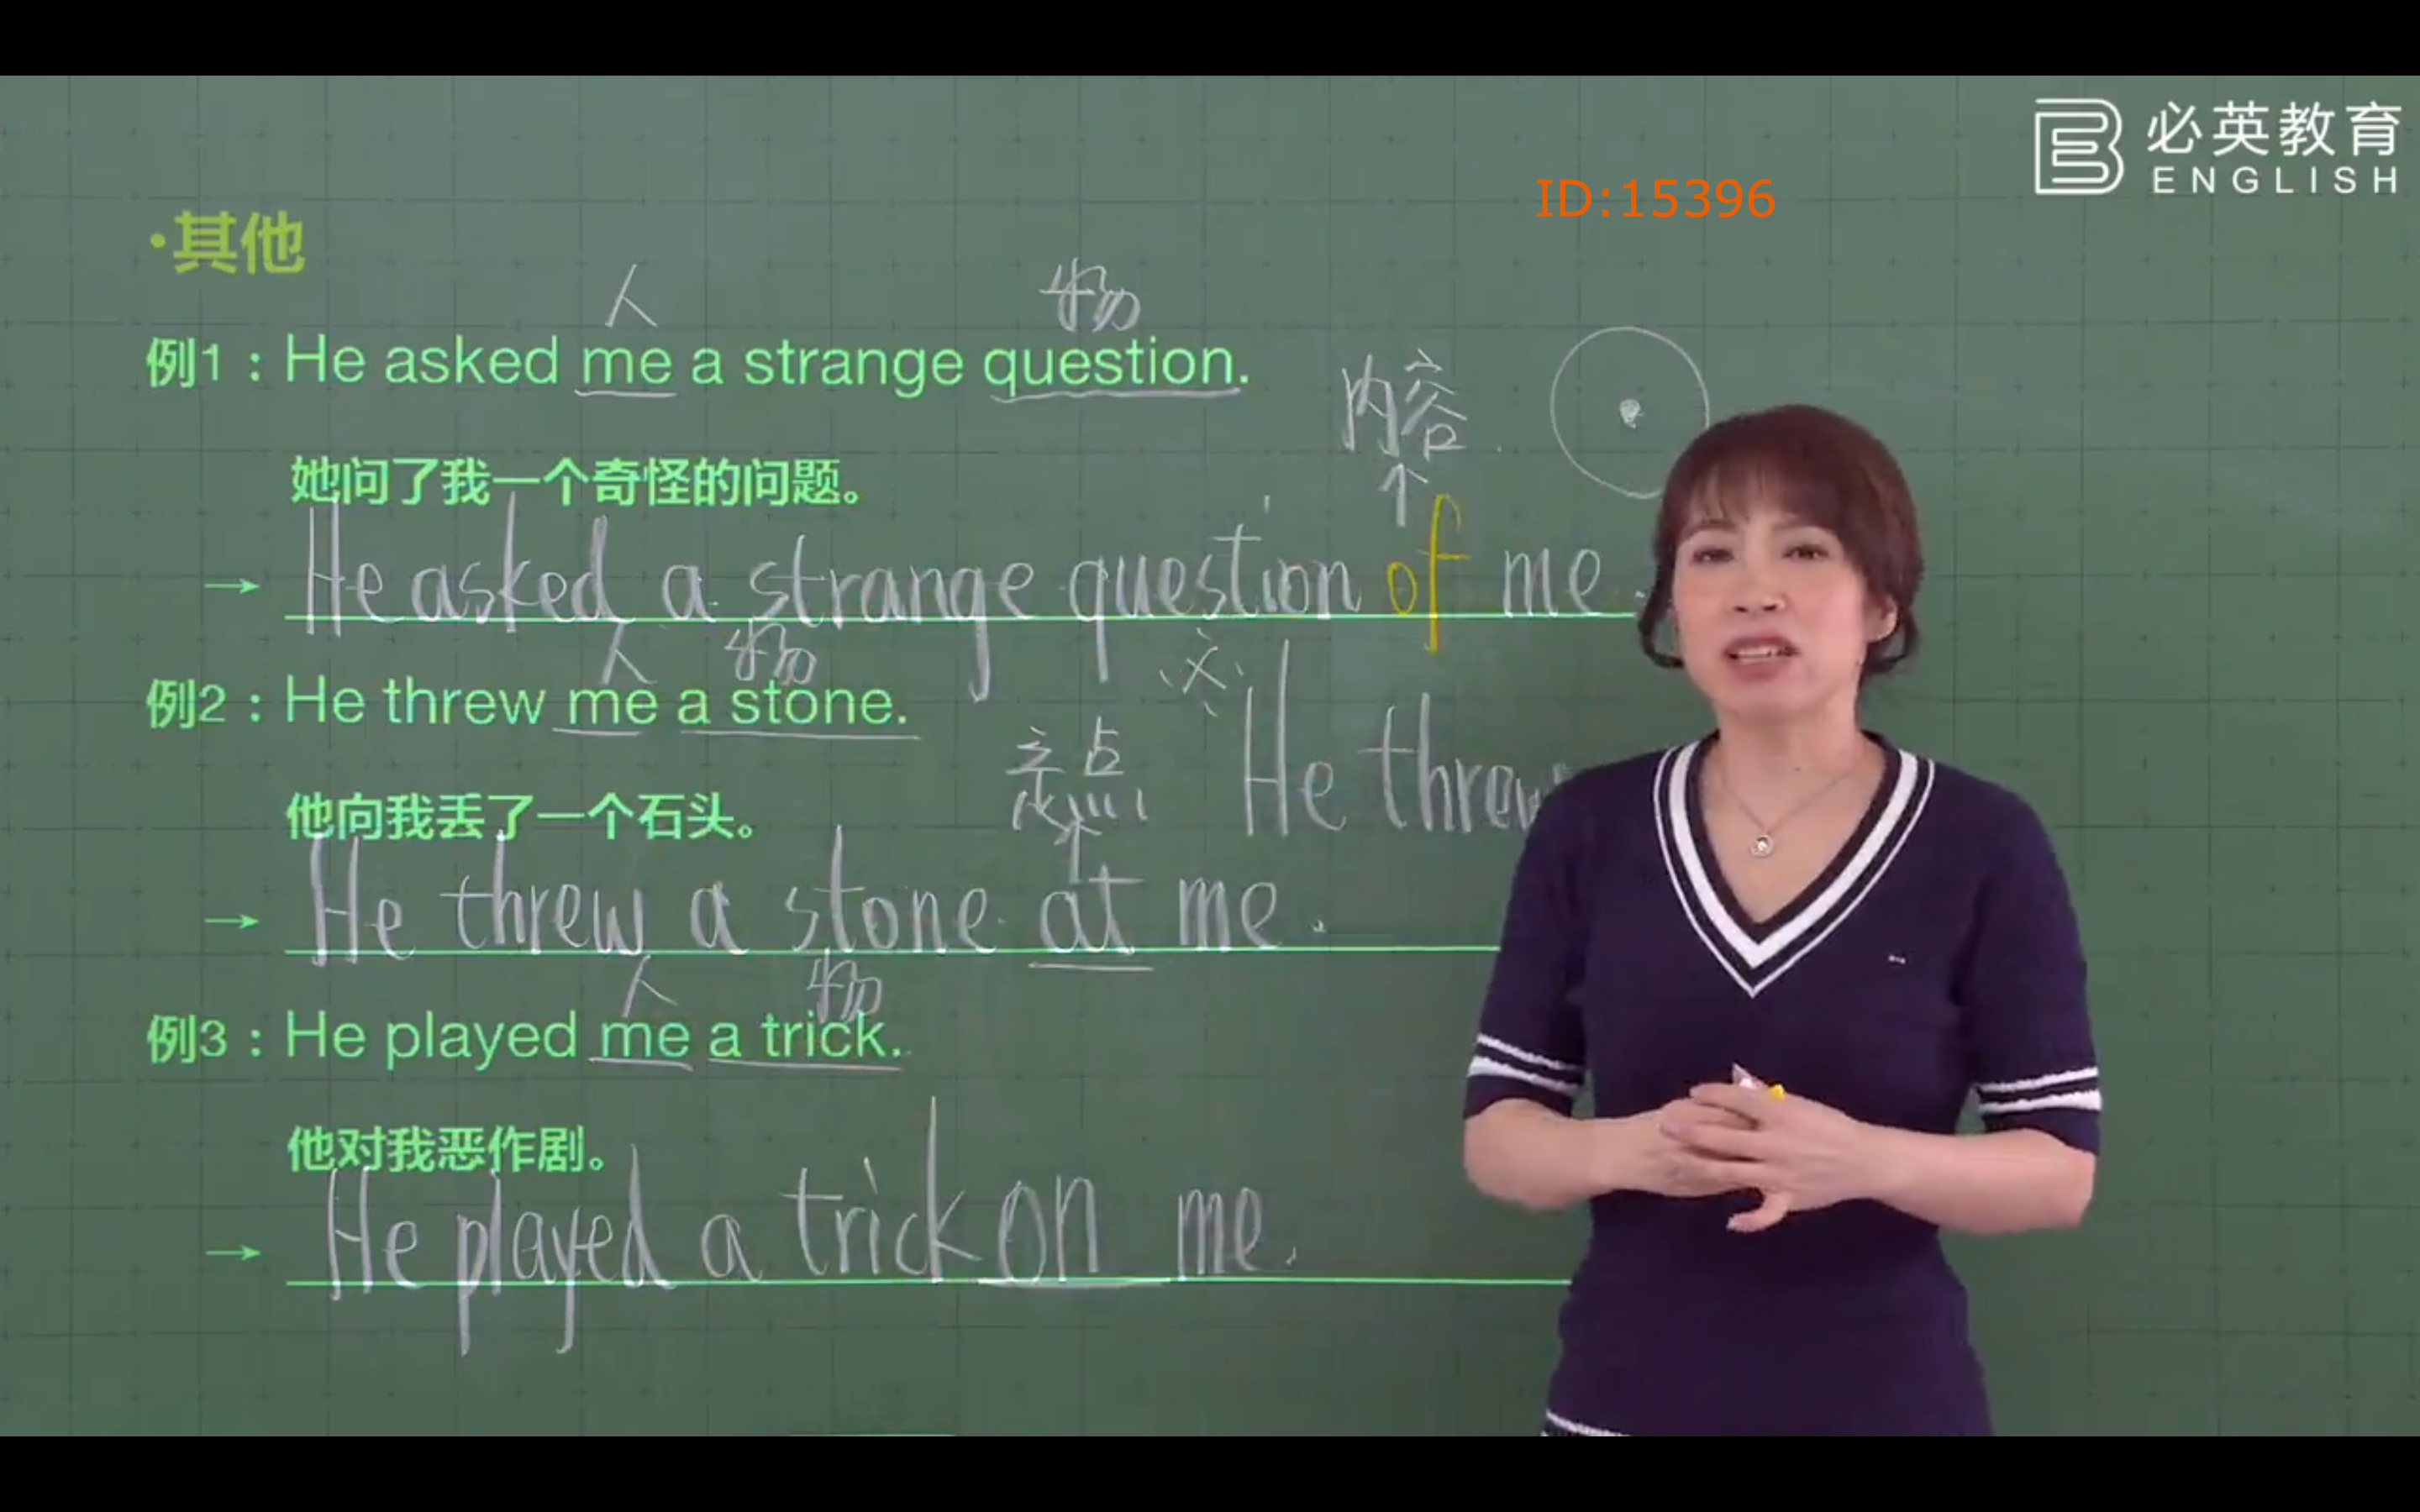 必英教育
ENGLISH
ID:15396
·其他
人 物
例1：He asked me a strange question.
内容
她问了我一个奇怪的问题。
→ He asked a strange question of me.
人 物
例2：He threw me a stone.
He threw
点
他向我丢了一个石头。
→ He threw a stone at me.
人 物
例3：He played me a trick.
他对我恶作剧。
→ He played a trick on me.